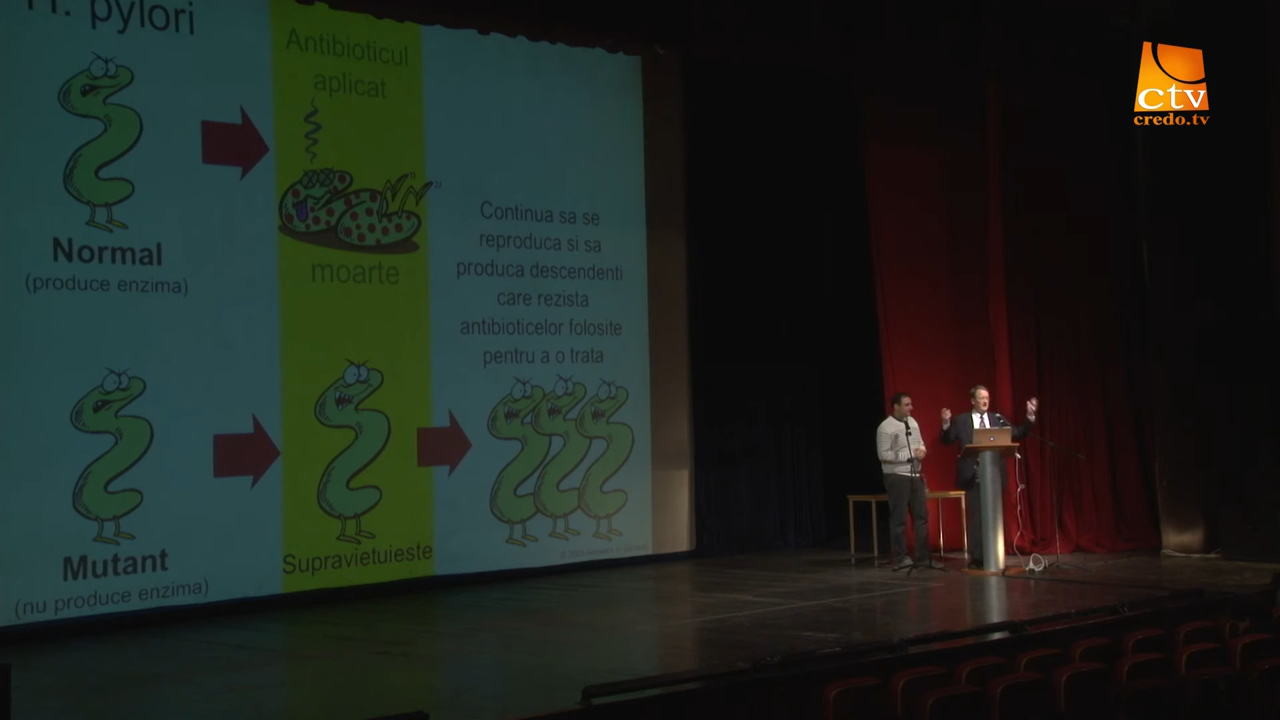 H. pylori
Antibioticul
aplicat
Normal
(produce enzima)
moarte
Continua sa se
reproduca si sa
produca descendenti
care rezista
antibioticelor folosite
pentru a o trata
Mutant
(nu produce enzima)
Supravietuieste
ctv
credo.tv